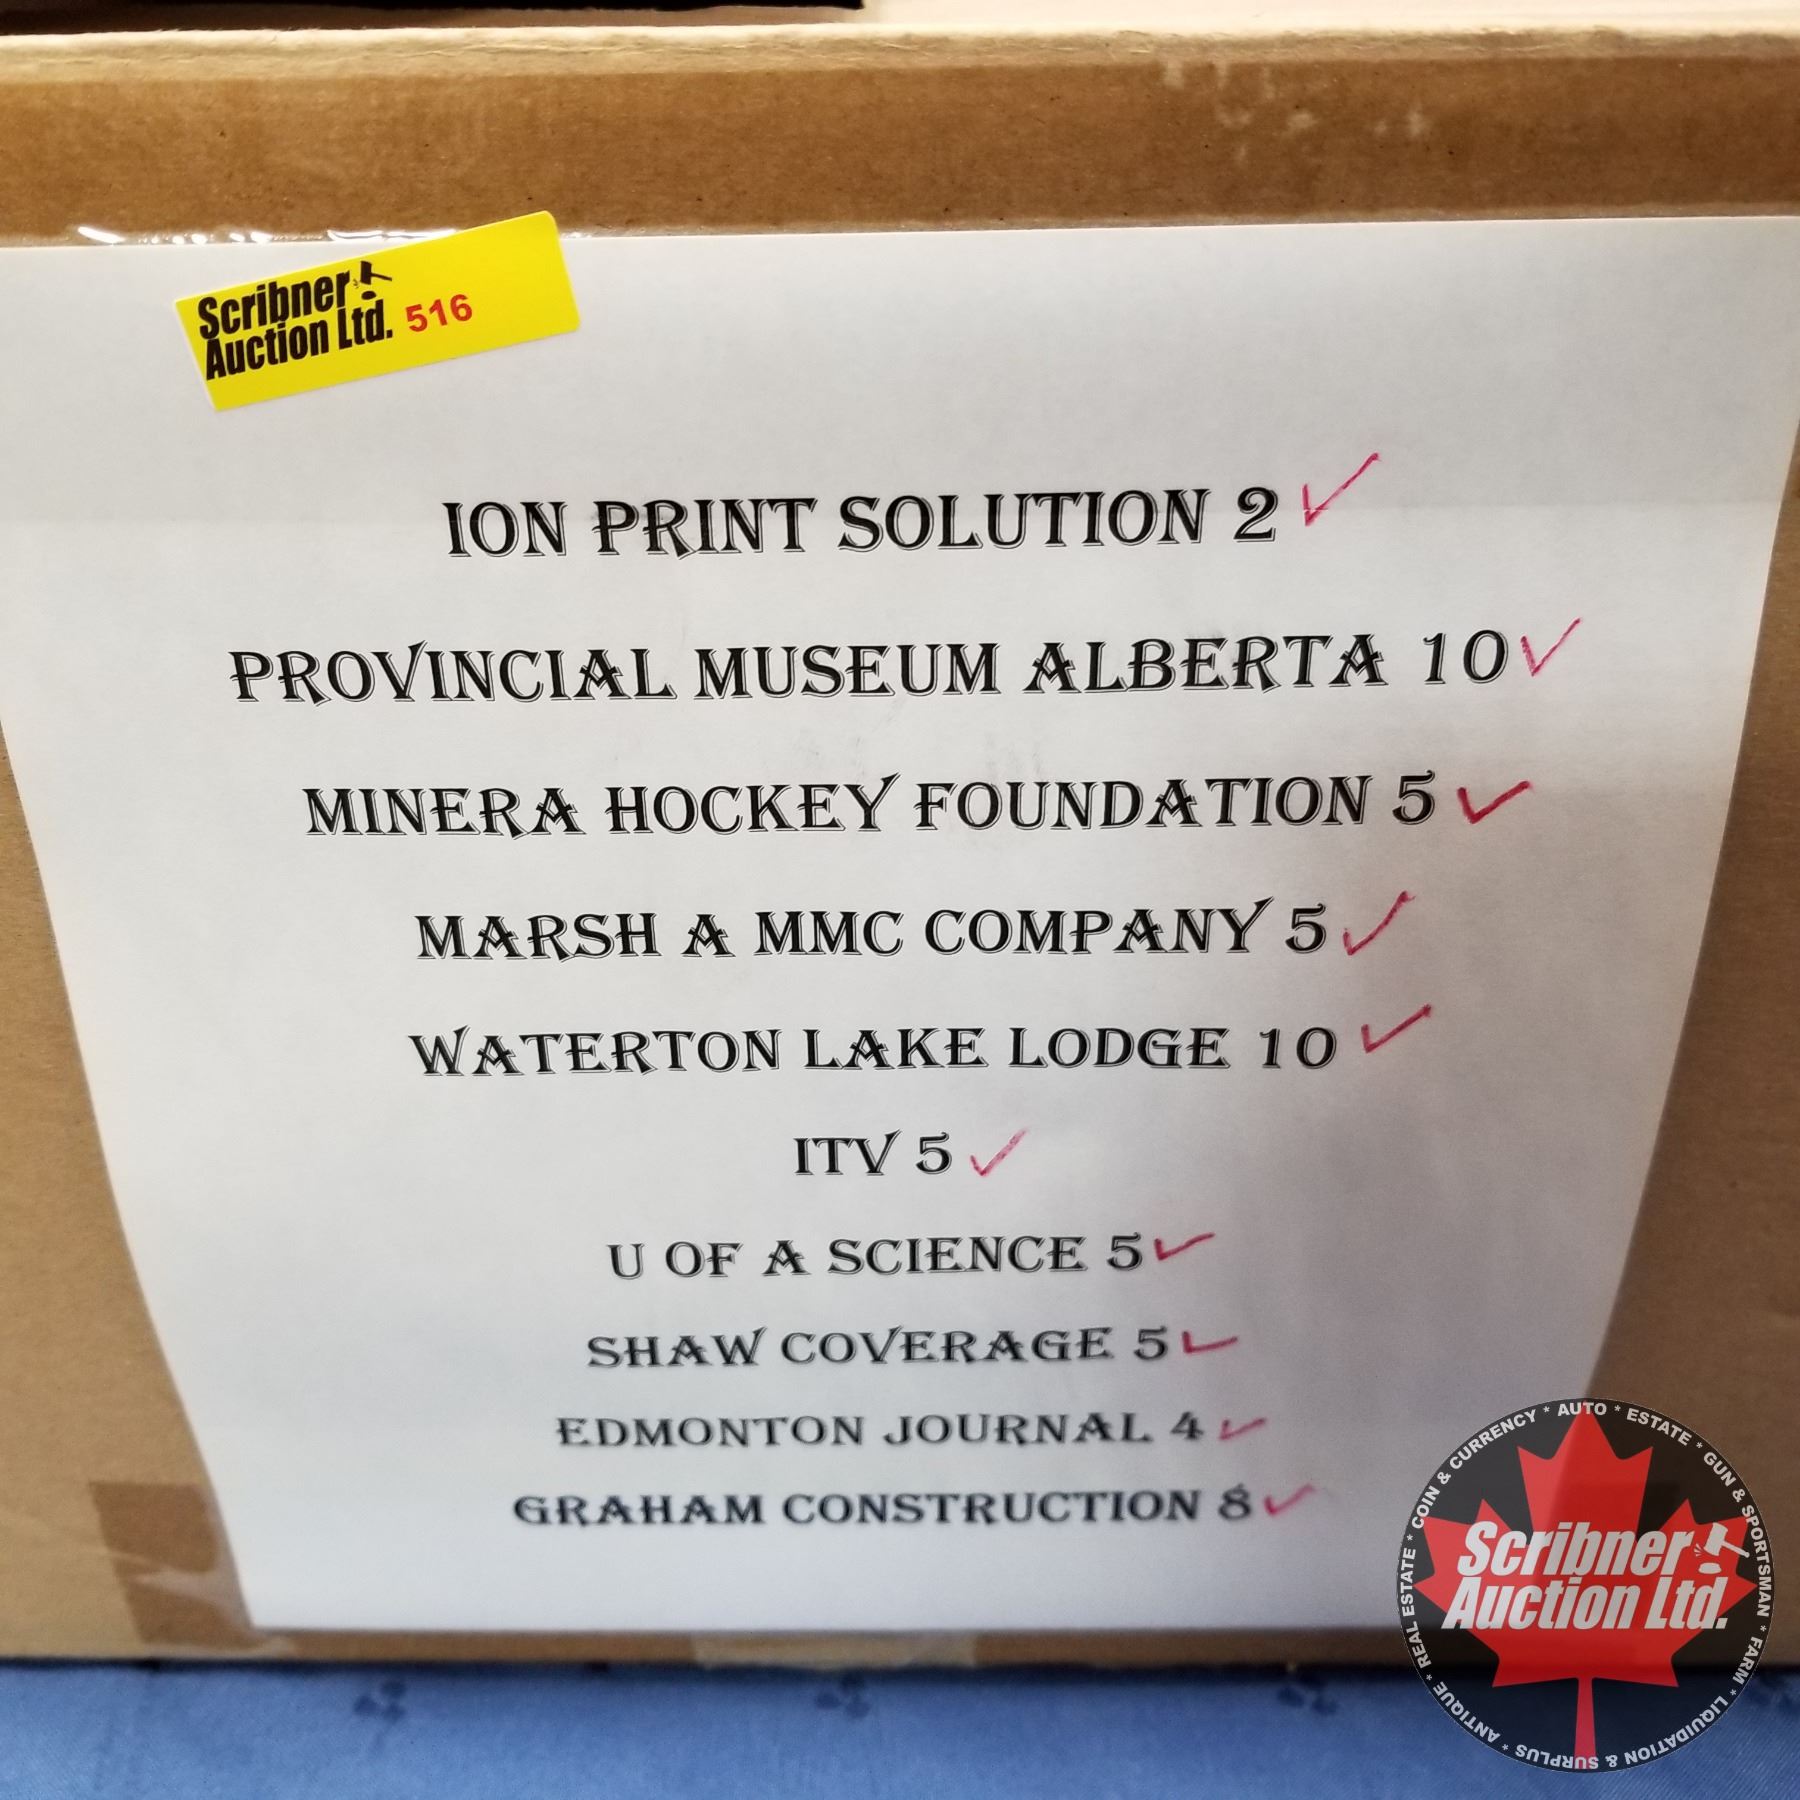 Scribner
Auction Ltd. 516
ION PRINT SOLUTION 2
PROVINCIAL MUSEUM ALBERTA 10
MINERA HOCKEY FOUNDATION 5
MARSH A MMC COMPANY 5
WATERTON LAKE LODGE 10
ITV 5
U OF A SCIENCE 5
SHAW COVERAGE 5
EDMONTON JOURNAL 4
GRAHAM CONSTRUCTION 8
* ANTIQUE * REAL ESTATE * COIN & CURRENCY * AUTO * ESTATE * GUN & SPORTSMAN * FARM * LIQUIDATION & SURPLUS
Scribner
Auction Ltd.